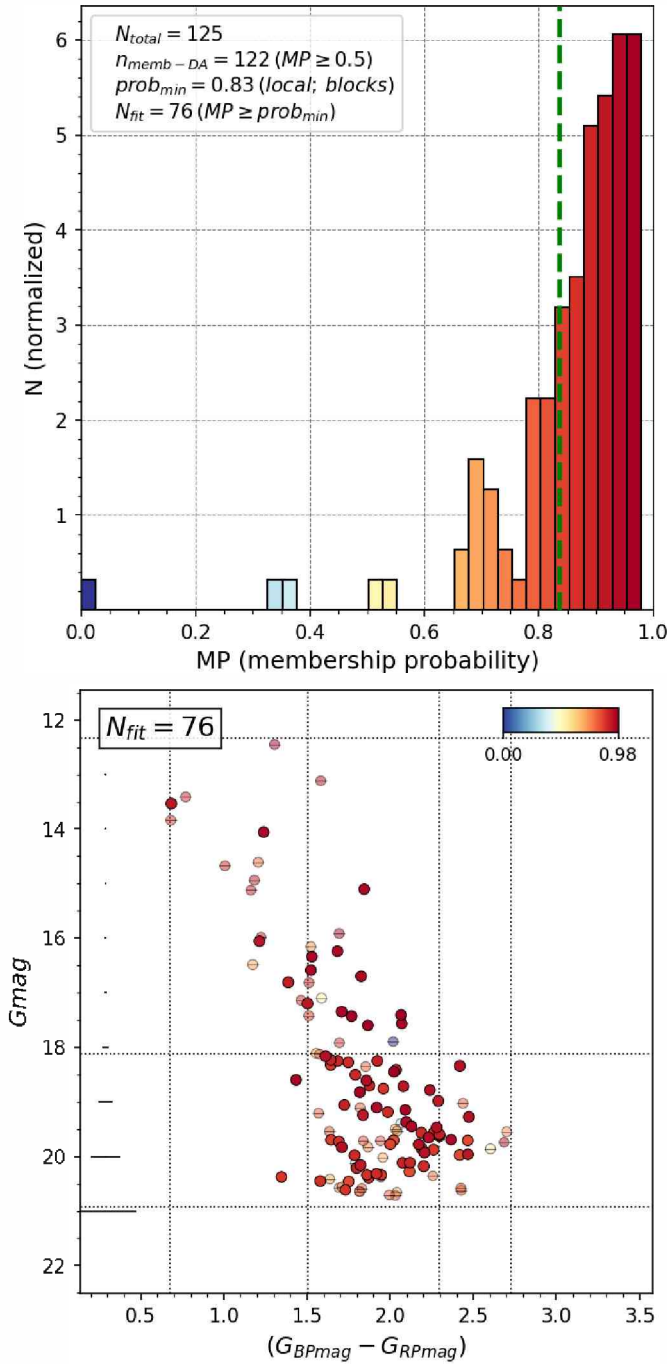 N_total = 125
n_memb−DA = 122 (MP ≥ 0.5)
prob_min = 0.83 (local; blocks)
N_fit = 76 (MP ≥ prob_min)
6
5
4
3
2
1
N (normalized)
0.0 0.2 0.4 0.6 0.8 1.0
MP (membership probability)
N_fit = 76
0.00 0.98
12
14
16
18
20
22
Gmag
0.5 1.0 1.5 2.0 2.5 3.0 3.5
(G_BPmag − G_RPmag)